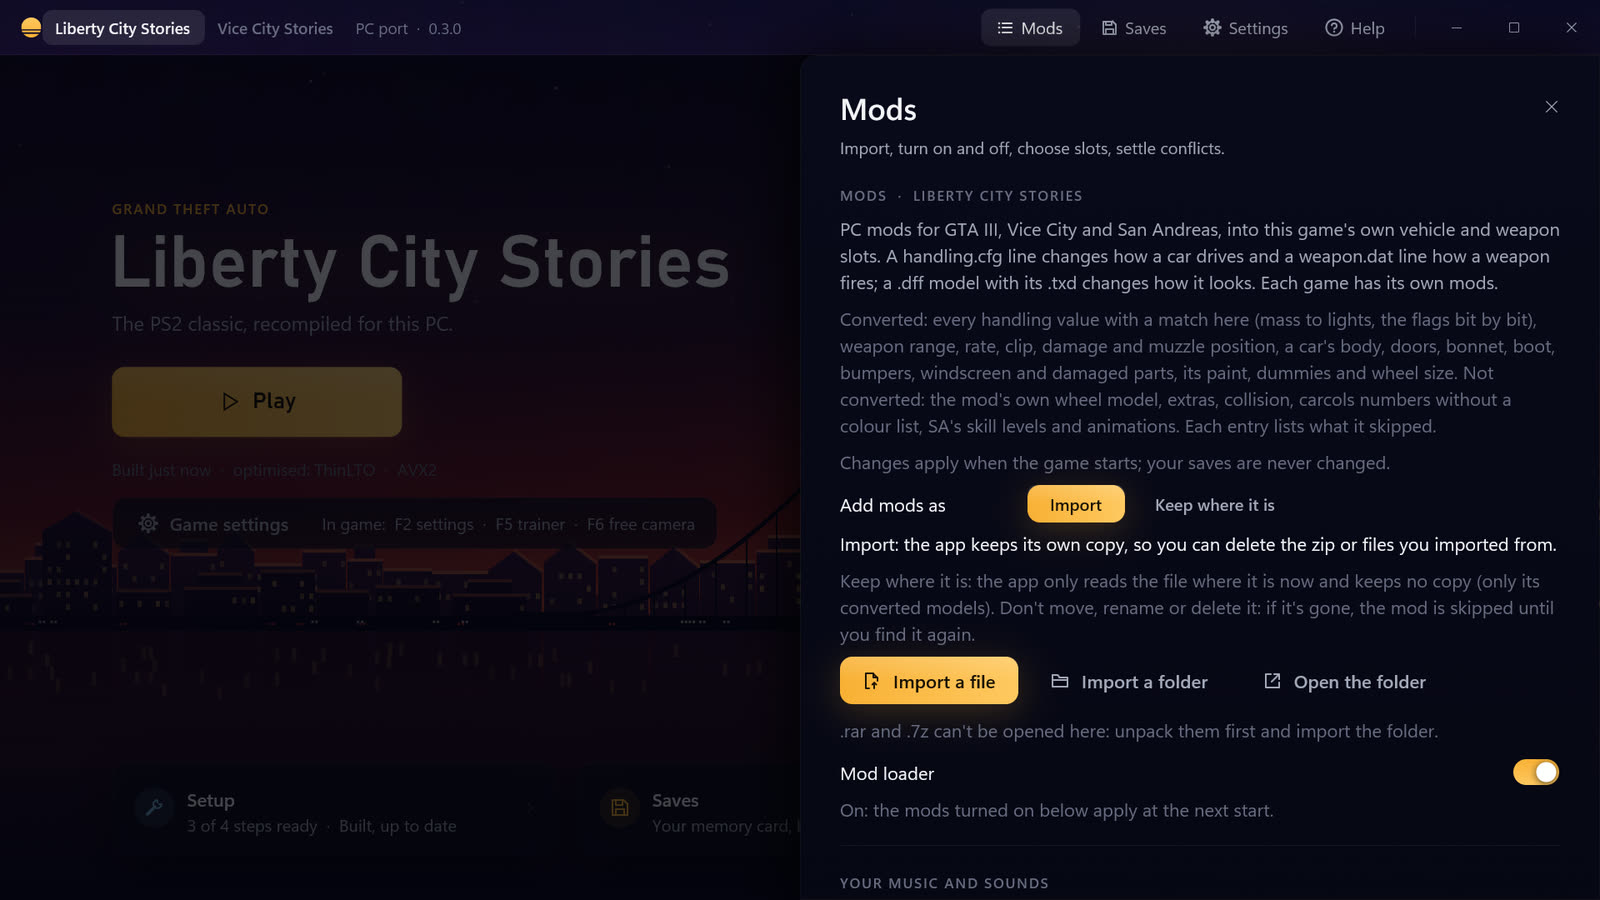 Liberty City Stories
Vice City Stories
PC port · 0.3.0
Mods
Saves
Settings
Help
GRAND THEFT AUTO
Liberty City Stories
The PS2 classic, recompiled for this PC.
Play
Built just now · optimised: ThinLTO · AVX2
Game settings
In game: F2 settings · F5 trainer · F6 free camera
Setup
3 of 4 steps ready · Built, up to date
Saves
Your memory card,
Mods
Import, turn on and off, choose slots, settle conflicts.
MODS · LIBERTY CITY STORIES
PC mods for GTA III, Vice City and San Andreas, into this game's own vehicle and weapon
slots. A handling.cfg line changes how a car drives and a weapon.dat line how a weapon
fires; a .dff model with its .txd changes how it looks. Each game has its own mods.
Converted: every handling value with a match here (mass to lights, the flags bit by bit),
weapon range, rate, clip, damage and muzzle position, a car's body, doors, bonnet, boot,
bumpers, windscreen and damaged parts, its paint, dummies and wheel size. Not
converted: the mod's own wheel model, extras, collision, carcols numbers without a
colour list, SA's skill levels and animations. Each entry lists what it skipped.
Changes apply when the game starts; your saves are never changed.
Add mods as
Import
Keep where it is
Import: the app keeps its own copy, so you can delete the zip or files you imported from.
Keep where it is: the app only reads the file where it is now and keeps no copy (only its
converted models). Don't move, rename or delete it: if it's gone, the mod is skipped until
you find it again.
Import a file
Import a folder
Open the folder
.rar and .7z can't be opened here: unpack them first and import the folder.
Mod loader
On: the mods turned on below apply at the next start.
YOUR MUSIC AND SOUNDS